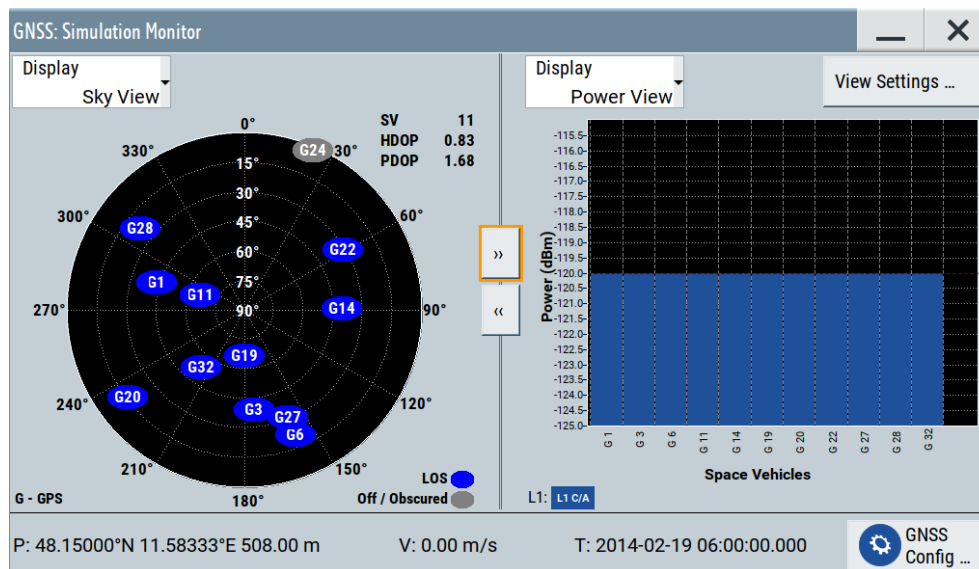 GNSS: Simulation Monitor
Display
Sky View
SV 11
HDOP 0.83
PDOP 1.68
0°
30°
60°
90°
120°
150°
180°
210°
240°
270°
300°
330°
15°
30°
45°
60°
75°
90°
G24
G28
G22
G1
G11
G14
G19
G32
G20
G3
G27
G6
LOS
Off / Obscured
G - GPS
»
«
Display
Power View
View Settings ...
Power (dBm)
-115.5
-116.0
-116.5
-117.0
-117.5
-118.0
-118.5
-119.0
-119.5
-120.0
-120.5
-121.0
-121.5
-122.0
-122.5
-123.0
-123.5
-124.0
-124.5
-125.0
G 1
G 3
G 6
G 11
G 14
G 19
G 20
G 22
G 27
G 28
G 32
Space Vehicles
L1: L1 C/A
P: 48.15000°N 11.58333°E 508.00 m
V: 0.00 m/s
T: 2014-02-19 06:00:00.000
GNSS
Config ...